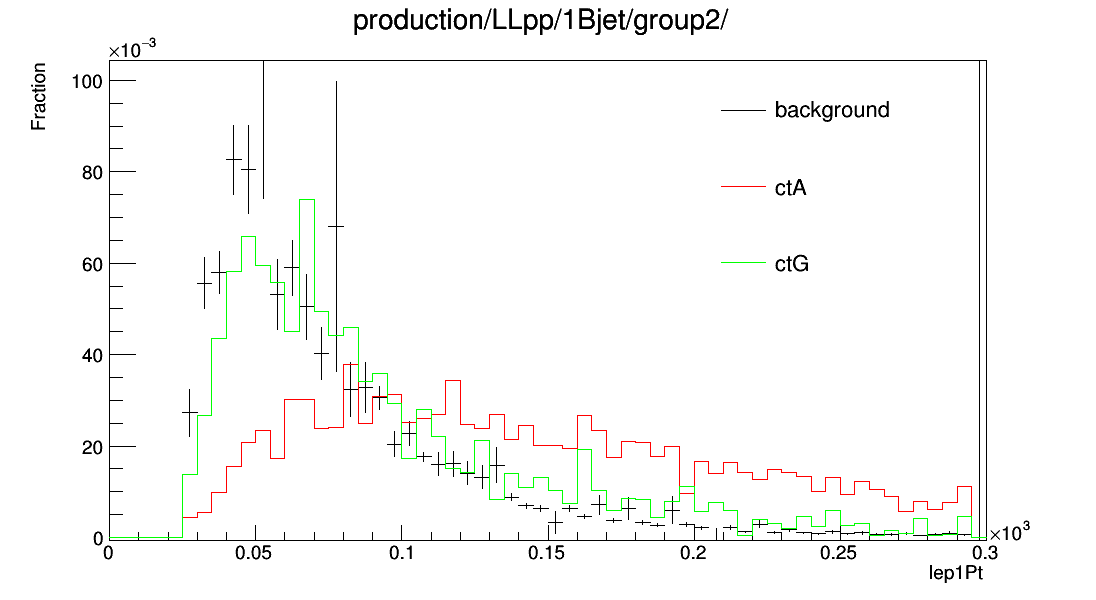 production/LLpp/1Bjet/group2/
×10⁻³
Fraction
100
80
60
40
20
0
background
ctA
ctG
0 0.05 0.1 0.15 0.2 0.25 0.3
×10³
lep1Pt